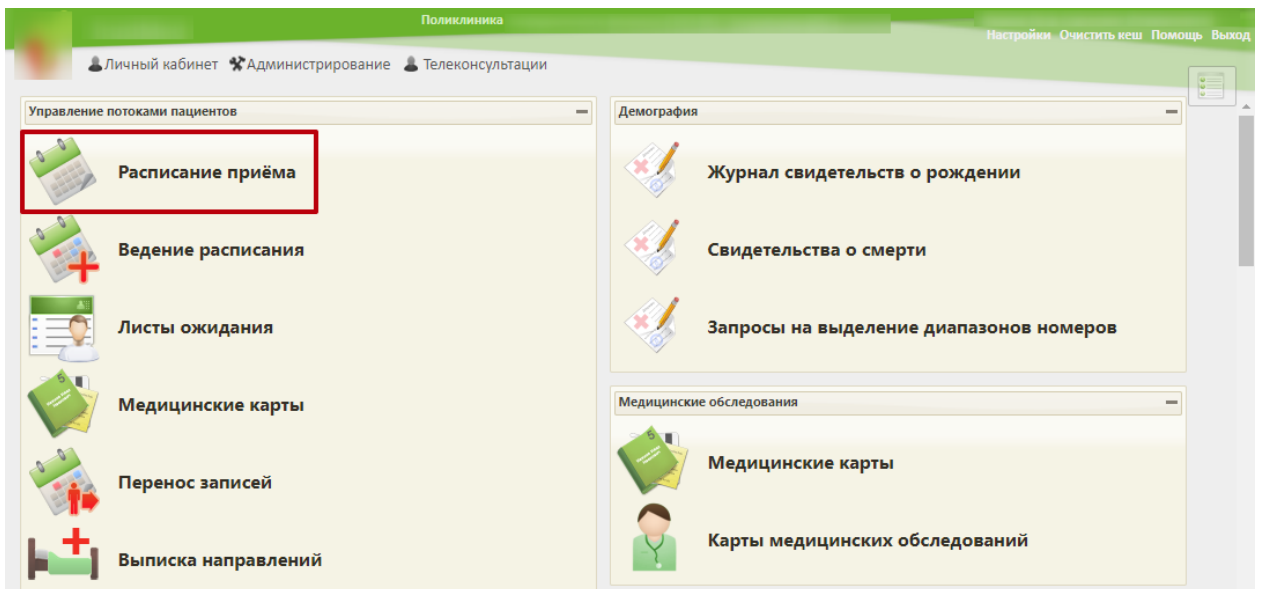 Поликлиника
Настройки Очистить кеш Помощь Выход
Личный кабинет Администрирование Телеконсультации
Управление потоками пациентов
Расписание приёма
Ведение расписания
Листы ожидания
Медицинские карты
Перенос записей
Выписка направлений
Демография
Журнал свидетельств о рождении
Свидетельства о смерти
Запросы на выделение диапазонов номеров
Медицинские обследования
Медицинские карты
Карты медицинских обследований